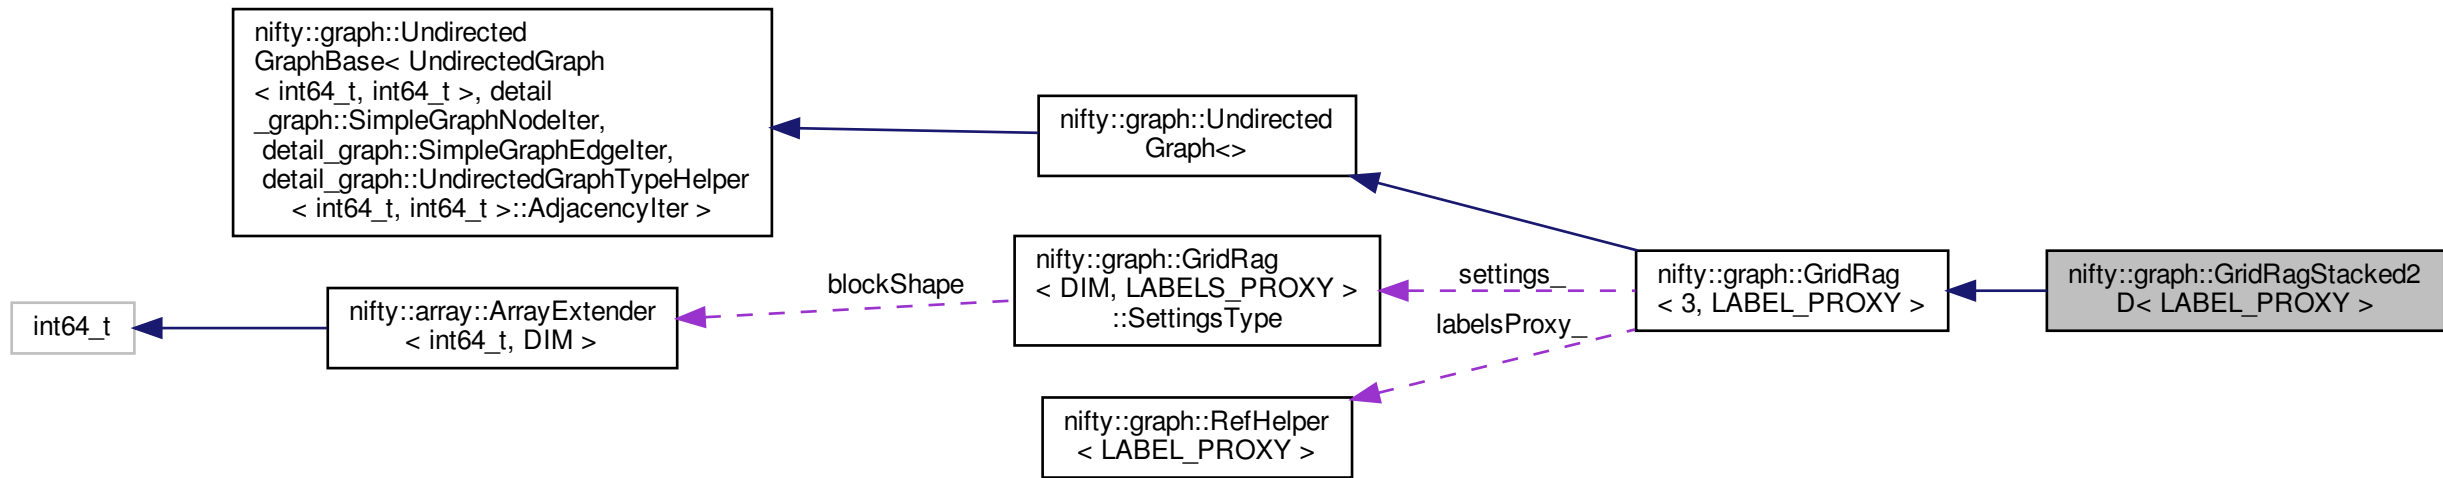 nifty::graph::Undirected
GraphBase< UndirectedGraph
< int64_t, int64_t >, detail
_graph::SimpleGraphNodeIter,
detail_graph::SimpleGraphEdgeIter,
detail_graph::UndirectedGraphTypeHelper
< int64_t, int64_t >::AdjacencyIter >
nifty::graph::Undirected
Graph<>
int64_t
nifty::array::ArrayExtender
< int64_t, DIM >
blockShape
nifty::graph::GridRag
< DIM, LABELS_PROXY >
::SettingsType
settings_
labelsProxy_
nifty::graph::RefHelper
< LABEL_PROXY >
nifty::graph::GridRag
< 3, LABEL_PROXY >
nifty::graph::GridRagStacked2
D< LABEL_PROXY >